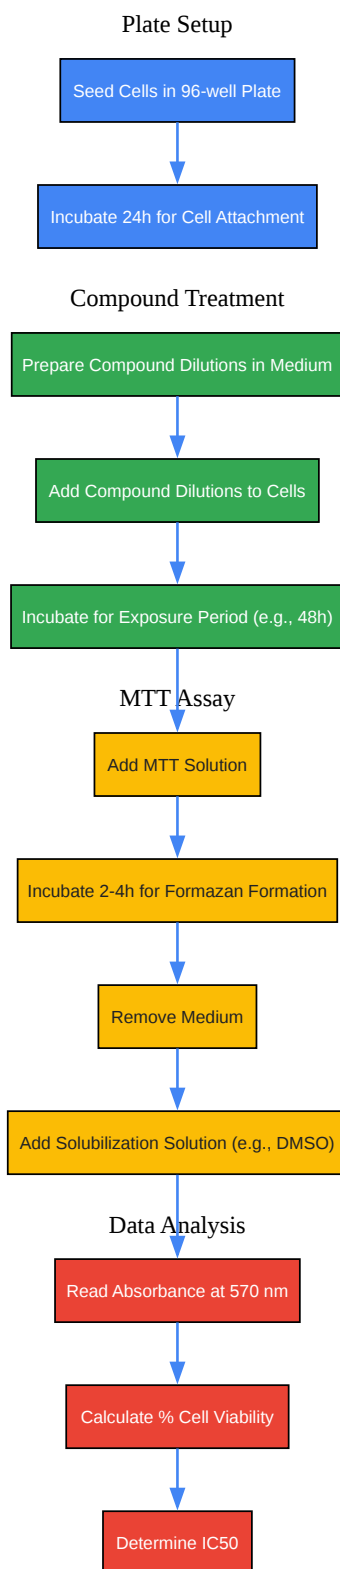 Plate Setup
Seed Cells in 96-well Plate
Incubate 24h for Cell Attachment
Compound Treatment
Prepare Compound Dilutions in Medium
Add Compound Dilutions to Cells
Incubate for Exposure Period (e.g., 48h)
MTT Assay
Add MTT Solution
Incubate 2-4h for Formazan Formation
Remove Medium
Add Solubilization Solution (e.g., DMSO)
Data Analysis
Read Absorbance at 570 nm
Calculate % Cell Viability
Determine IC50